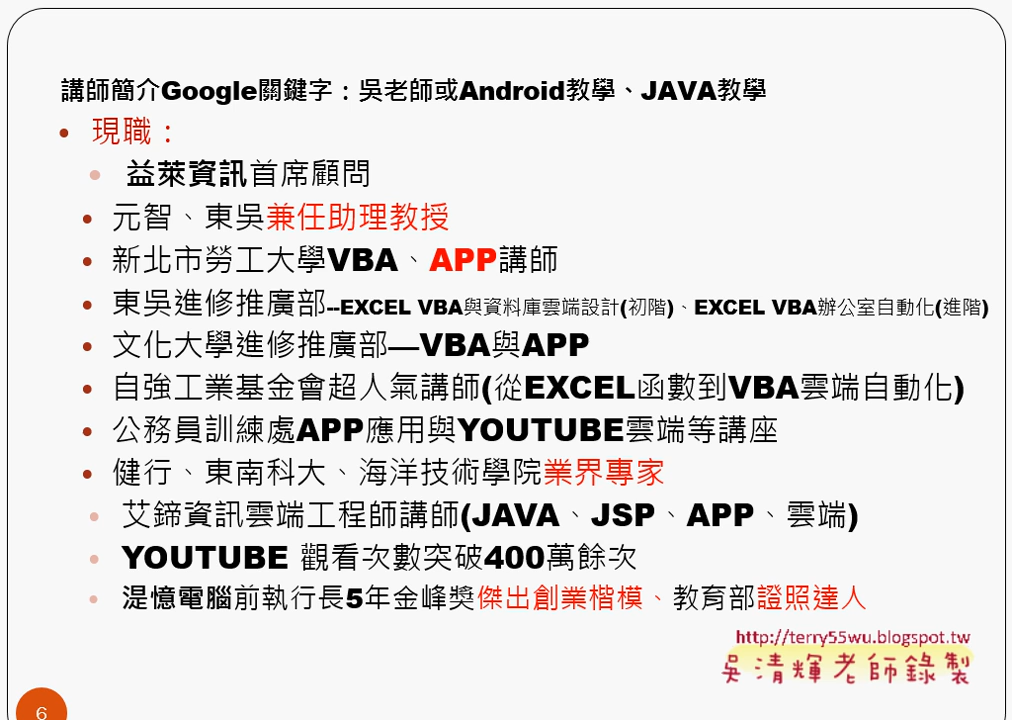 講師簡介Google關鍵字：吳老師或Android教學、JAVA教學
• 現職：
• 益萊資訊首席顧問
• 元智、東吳兼任助理教授
• 新北市勞工大學VBA、APP講師
• 東吳進修推廣部--EXCEL VBA與資料庫雲端設計(初階)、EXCEL VBA辦公室自動化(進階)
• 文化大學進修推廣部—VBA與APP
• 自強工業基金會超人氣講師(從EXCEL函數到VBA雲端自動化)
• 公務員訓練處APP應用與YOUTUBE雲端等講座
• 健行、東南科大、海洋技術學院業界專家
• 艾鍗資訊雲端工程師講師(JAVA、JSP、APP、雲端)
• YOUTUBE 觀看次數突破400萬餘次
• 湜憶電腦前執行長5年金峰獎傑出創業楷模、教育部證照達人
http://terry55wu.blogspot.tw
吳清輝老師錄製
6